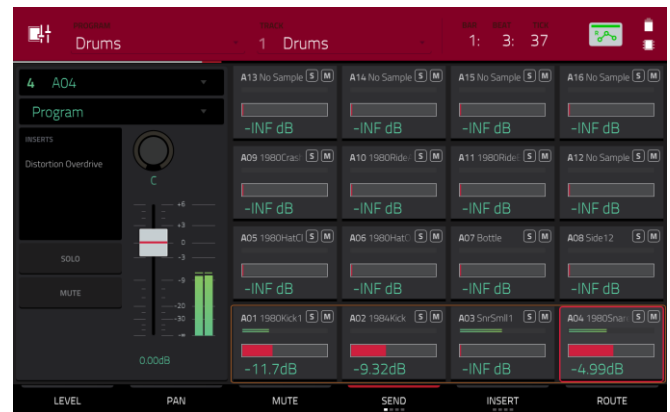 PROGRAM
Drums
TRACK
1 Drums
BAR BEAT TICK
1: 3: 37
4 A04
Program
INSERTS
Distortion Overdrive
C
+6
+3
0
-3
-9
-20
-30
0.00dB
SOLO
MUTE
A13 No Sample S M
-INF dB
A14 No Sample S M
-INF dB
A15 No Sample S M
-INF dB
A16 No Sample S M
-INF dB
A09 1980Cras S M
-INF dB
A10 1980Ride S M
-INF dB
A11 1980Ride S M
-INF dB
A12 No Sample S M
-INF dB
A05 1980HatCl S M
-INF dB
A06 1980HatO S M
-INF dB
A07 Bottle S M
-INF dB
A08 Side12 S M
-INF dB
A01 1980Kick1 S M
-11.7dB
A02 1984Kick S M
-9.32dB
A03 SnrSmll1 S M
-INF dB
A04 1980Snar S M
-4.99dB
LEVEL
PAN
MUTE
SEND
INSERT
ROUTE